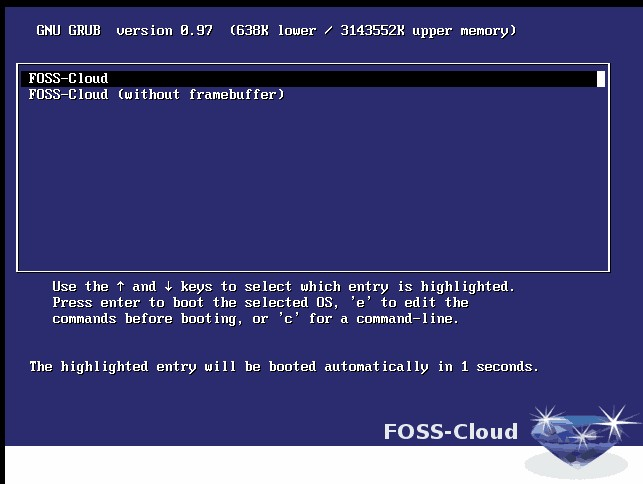 GNU GRUB version 0.97 (638K lower / 3143552K upper memory)
FOSS-Cloud
FOSS-Cloud (without framebuffer)
Use the ↑ and ↓ keys to select which entry is highlighted.
Press enter to boot the selected OS, 'e' to edit the
commands before booting, or 'c' for a command-line.
The highlighted entry will be booted automatically in 1 seconds.
FOSS-Cloud